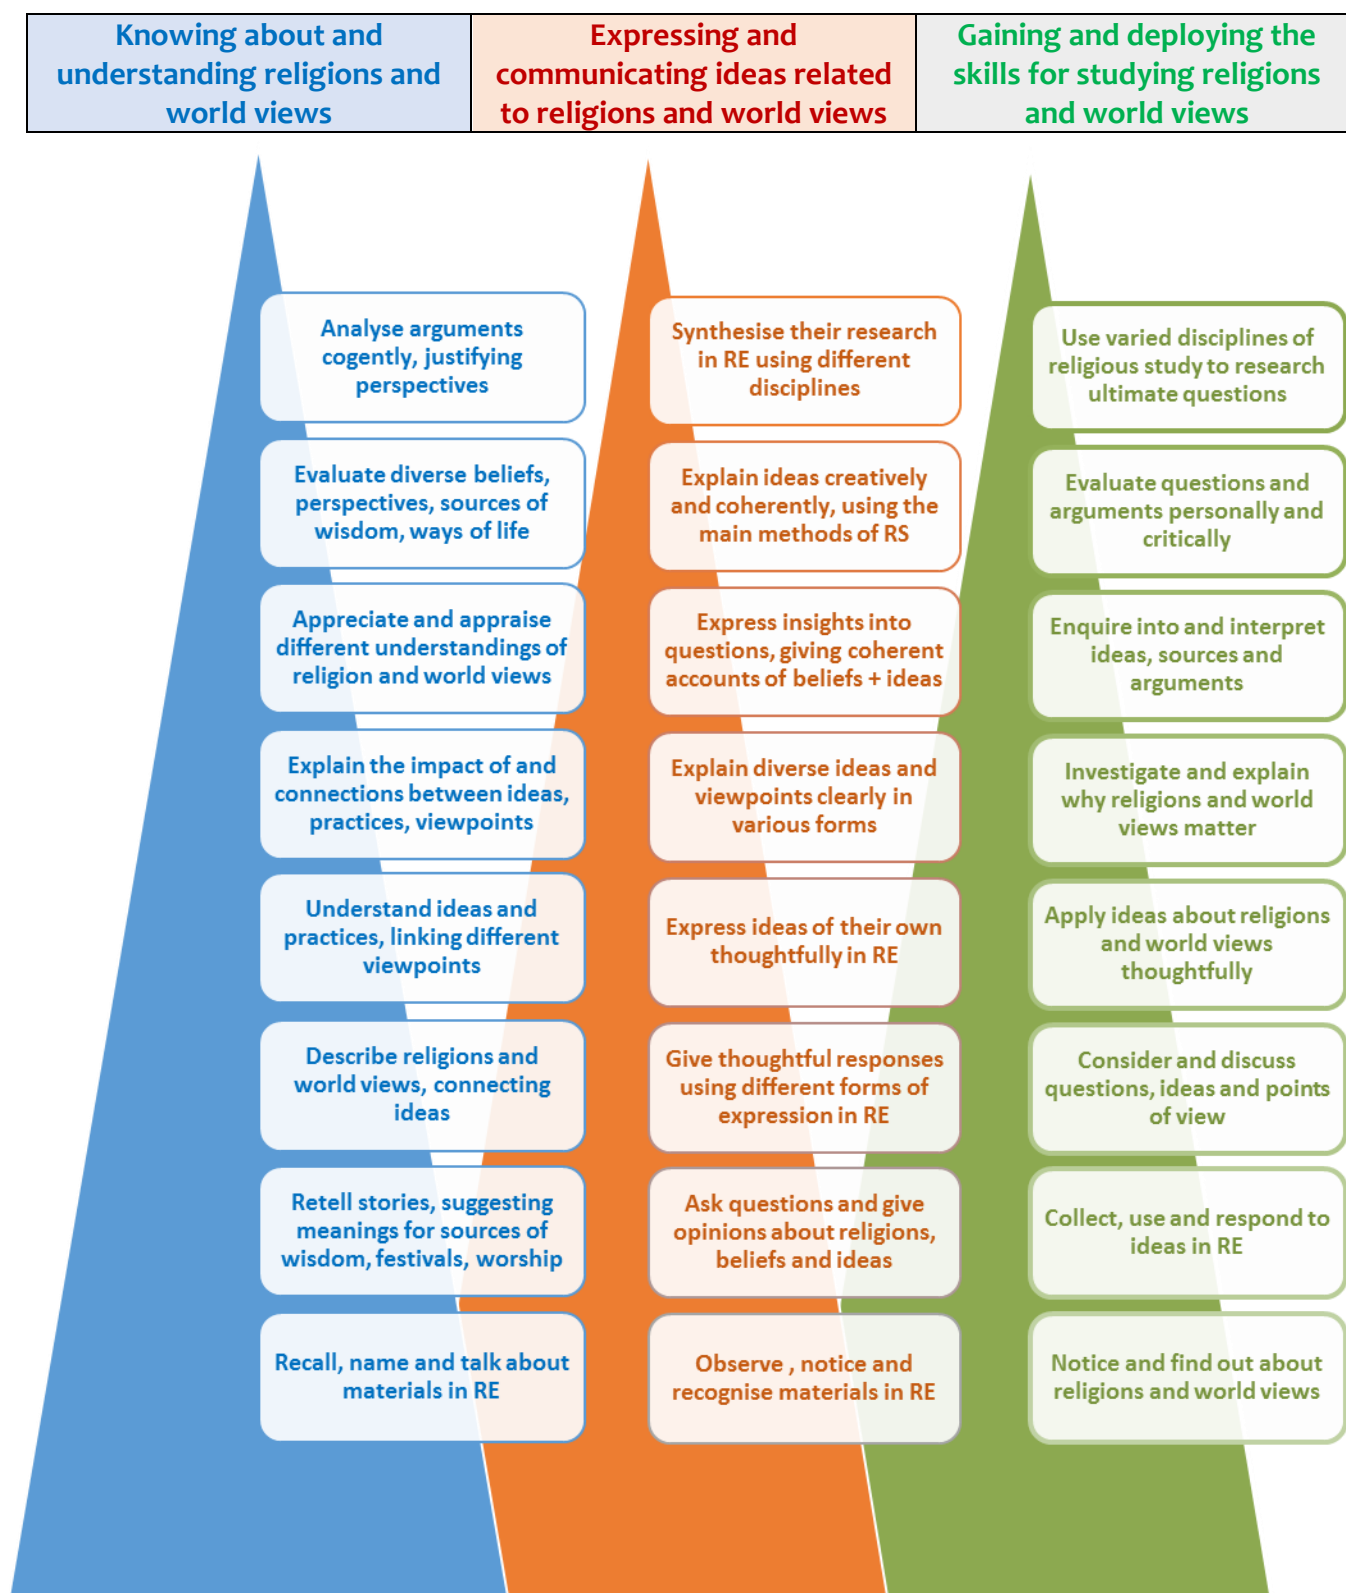 Knowing about and
understanding religions and
world views
Expressing and
communicating ideas related
to religions and world views
Gaining and deploying the
skills for studying religions
and world views
Analyse arguments
cogently, justifying
perspectives
Evaluate diverse beliefs,
perspectives, sources of
wisdom, ways of life
Appreciate and appraise
different understandings of
religion and world views
Explain the impact of and
connections between ideas,
practices, viewpoints
Understand ideas and
practices, linking different
viewpoints
Describe religions and
world views, connecting
ideas
Retell stories, suggesting
meanings for sources of
wisdom, festivals, worship
Recall, name and talk about
materials in RE
Synthesise their research
in RE using different
disciplines
Explain ideas creatively
and coherently, using the
main methods of RS
Express insights into
questions, giving coherent
accounts of beliefs + ideas
Explain diverse ideas and
viewpoints clearly in
various forms
Express ideas of their own
thoughtfully in RE
Give thoughtful responses
using different forms of
expression in RE
Ask questions and give
opinions about religions,
beliefs and ideas
Observe , notice and
recognise materials in RE
Use varied disciplines of
religious study to research
ultimate questions
Evaluate questions and
arguments personally and
critically
Enquire into and interpret
ideas, sources and
arguments
Investigate and explain
why religions and world
views matter
Apply ideas about religions
and world views
thoughtfully
Consider and discuss
questions, ideas and points
of view
Collect, use and respond to
ideas in RE
Notice and find out about
religions and world views